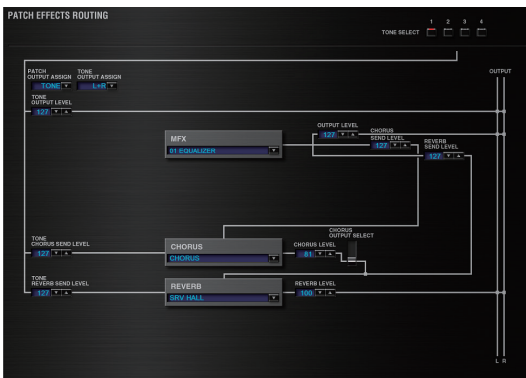 PATCH EFFECTS ROUTING
1 2 3 4
TONE SELECT
OUTPUT
PATCH
OUTPUT ASSIGN
TONE
OUTPUT ASSIGN
TONE
L+R
TONE
OUTPUT LEVEL
127
OUTPUT LEVEL
127
CHORUS
SEND LEVEL
127
REVERB
SEND LEVEL
127
MFX
01 EQUALIZER
CHORUS
OUTPUT SELECT
TONE
CHORUS SEND LEVEL
127
CHORUS
CHORUS
CHORUS LEVEL
81
TONE
REVERB SEND LEVEL
127
REVERB
SRV HALL
REVERB LEVEL
100
L R